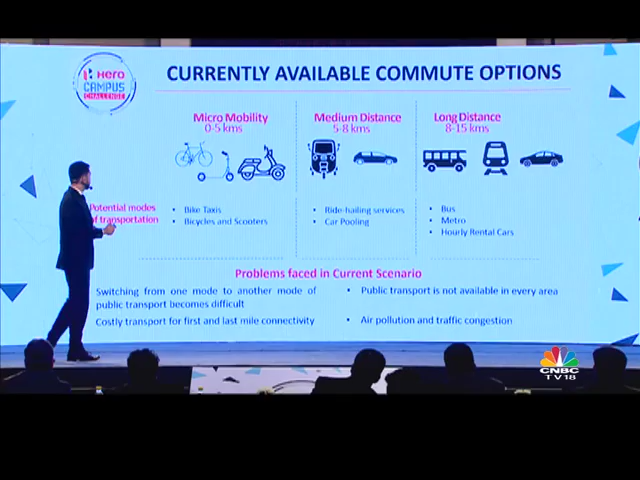 Hero
CAMPUS
CHALLENGE
CURRENTLY AVAILABLE COMMUTE OPTIONS
Micro Mobility
0-5 kms
Medium Distance
5-8 kms
Long Distance
8-15 kms
Potential modes
of transportation
• Bike Taxis
• Bicycles and Scooters
• Ride-hailing services
• Car Pooling
• Bus
• Metro
• Hourly Rental Cars
Problems faced in Current Scenario
Switching from one mode to another mode of
public transport becomes difficult
Costly transport for first and last mile connectivity
• Public transport is not available in every area
• Air pollution and traffic congestion
CNBC
TV18